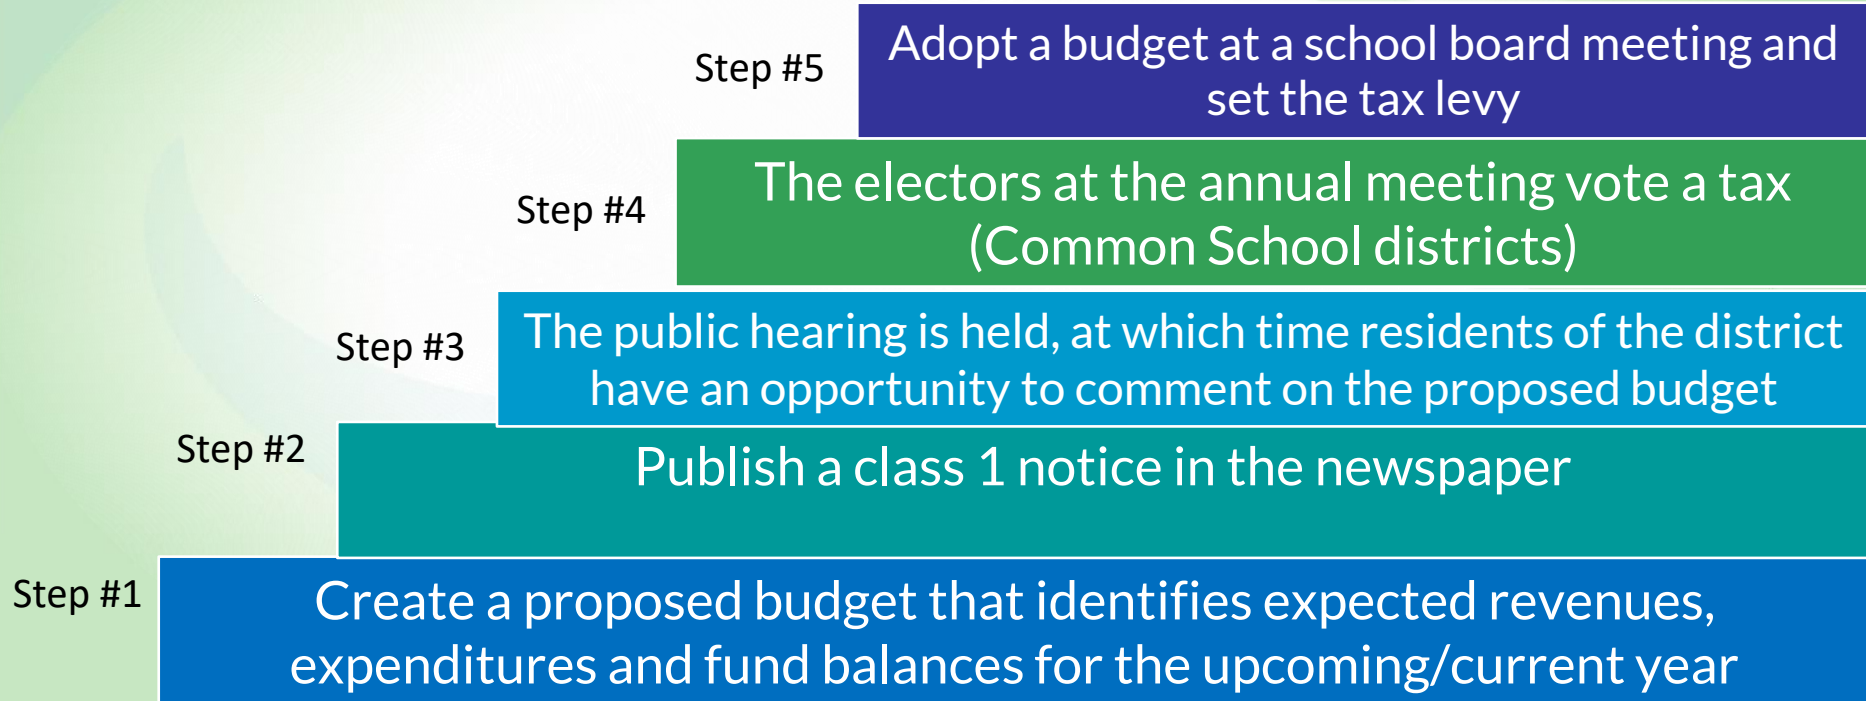 Step #5
Adopt a budget at a school board meeting and
set the tax levy
Step #4
The electors at the annual meeting vote a tax
(Common School districts)
Step #3
The public hearing is held, at which time residents of the district
have an opportunity to comment on the proposed budget
Step #2
Publish a class 1 notice in the newspaper
Step #1
Create a proposed budget that identifies expected revenues,
expenditures and fund balances for the upcoming/current year